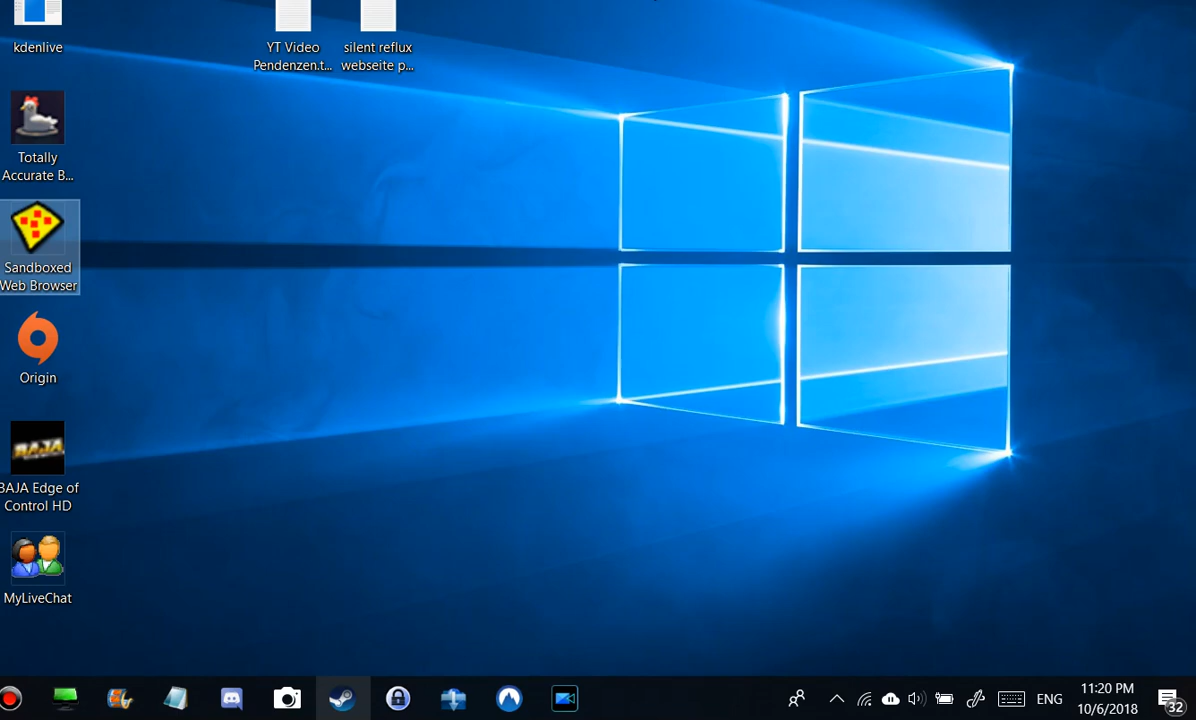 kdenlive
YT Video
Pendenzen.t...
silent reflux
webseite p...
Totally
Accurate B...
Sandboxed
Web Browser
Origin
BAJA
BAJA Edge of
Control HD
MyLiveChat
ENG
11:20 PM
10/6/2018
32